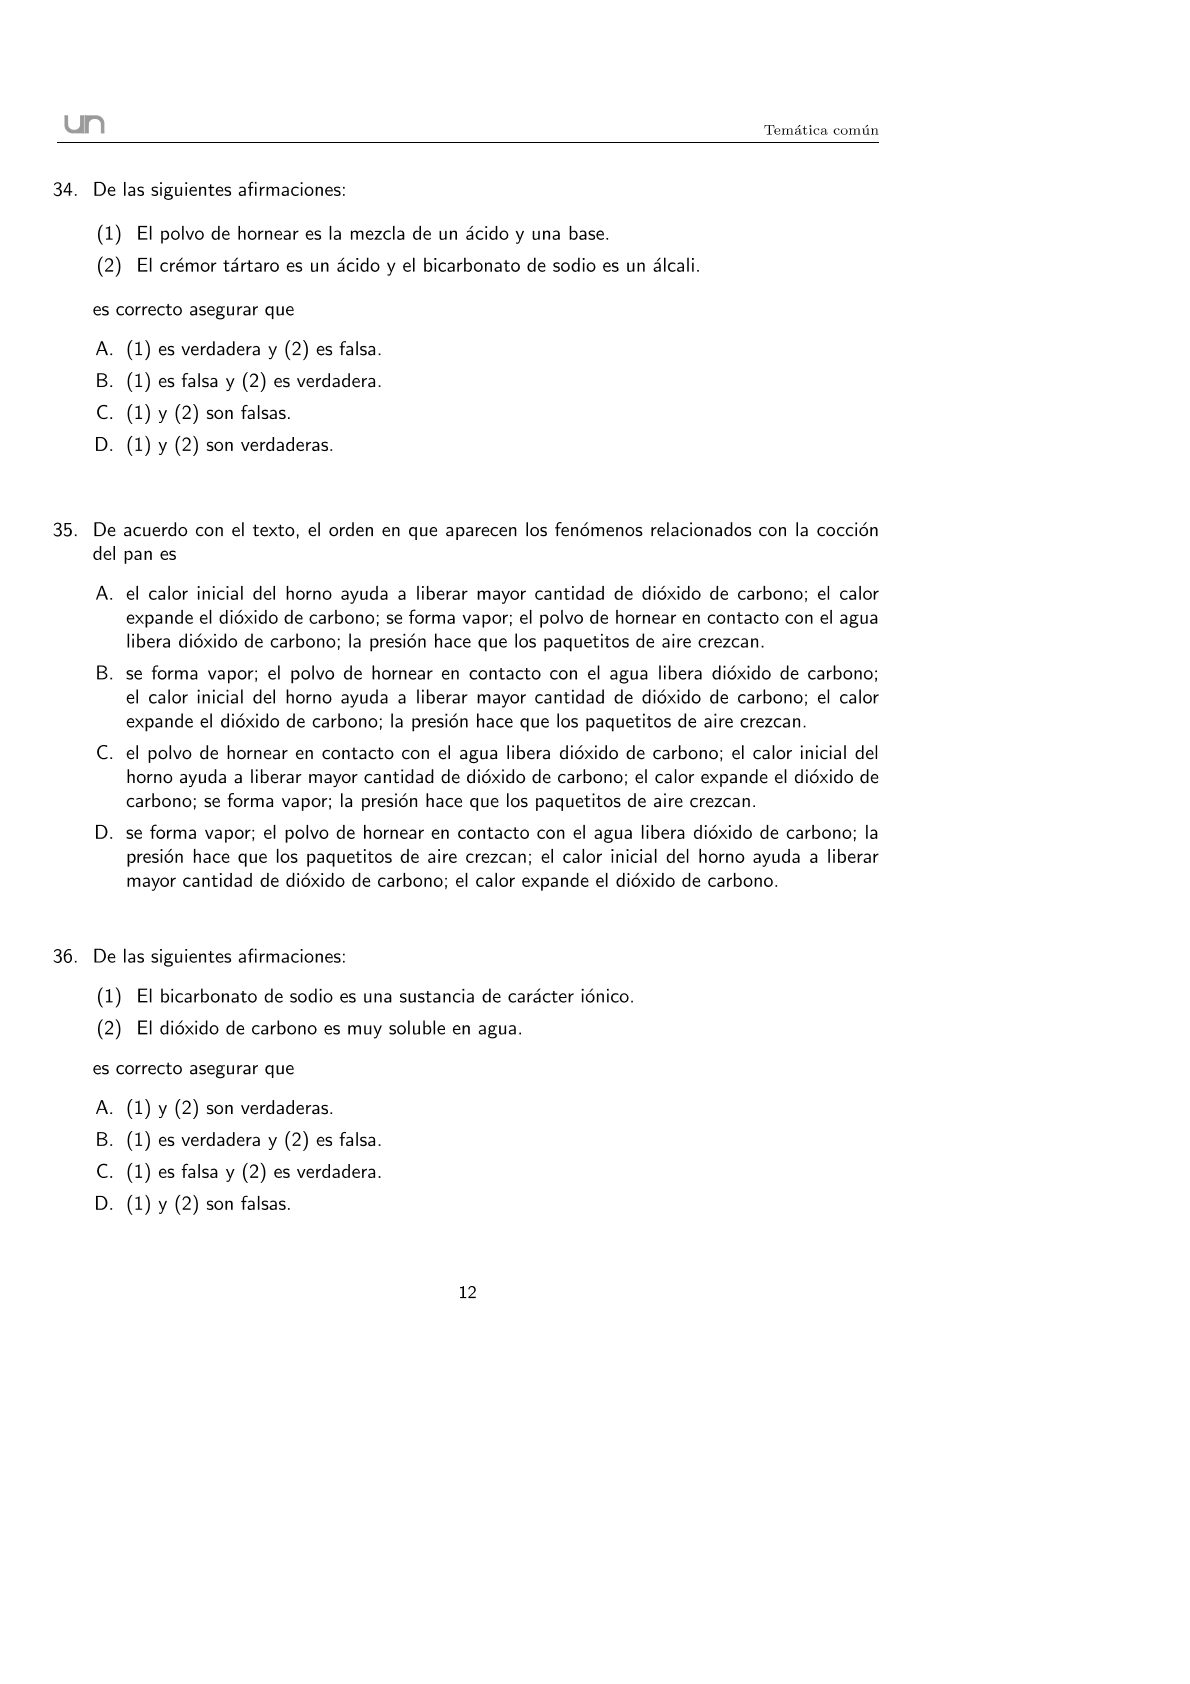 un
Temática común
34. De las siguientes afirmaciones:
(1) El polvo de hornear es la mezcla de un ácido y una base.
(2) El crémor tártaro es un ácido y el bicarbonato de sodio es un álcali.
es correcto asegurar que
A. (1) es verdadera y (2) es falsa.
B. (1) es falsa y (2) es verdadera.
C. (1) y (2) son falsas.
D. (1) y (2) son verdaderas.
35. De acuerdo con el texto, el orden en que aparecen los fenómenos relacionados con la cocción
del pan es
A. el calor inicial del horno ayuda a liberar mayor cantidad de dióxido de carbono; el calor
expande el dióxido de carbono; se forma vapor; el polvo de hornear en contacto con el agua
libera dióxido de carbono; la presión hace que los paquetitos de aire crezcan.
B. se forma vapor; el polvo de hornear en contacto con el agua libera dióxido de carbono;
el calor inicial del horno ayuda a liberar mayor cantidad de dióxido de carbono; el calor
expande el dióxido de carbono; la presión hace que los paquetitos de aire crezcan.
C. el polvo de hornear en contacto con el agua libera dióxido de carbono; el calor inicial del
horno ayuda a liberar mayor cantidad de dióxido de carbono; el calor expande el dióxido de
carbono; se forma vapor; la presión hace que los paquetitos de aire crezcan.
D. se forma vapor; el polvo de hornear en contacto con el agua libera dióxido de carbono; la
presión hace que los paquetitos de aire crezcan; el calor inicial del horno ayuda a liberar
mayor cantidad de dióxido de carbono; el calor expande el dióxido de carbono.
36. De las siguientes afirmaciones:
(1) El bicarbonato de sodio es una sustancia de carácter iónico.
(2) El dióxido de carbono es muy soluble en agua.
es correcto asegurar que
A. (1) y (2) son verdaderas.
B. (1) es verdadera y (2) es falsa.
C. (1) es falsa y (2) es verdadera.
D. (1) y (2) son falsas.
12